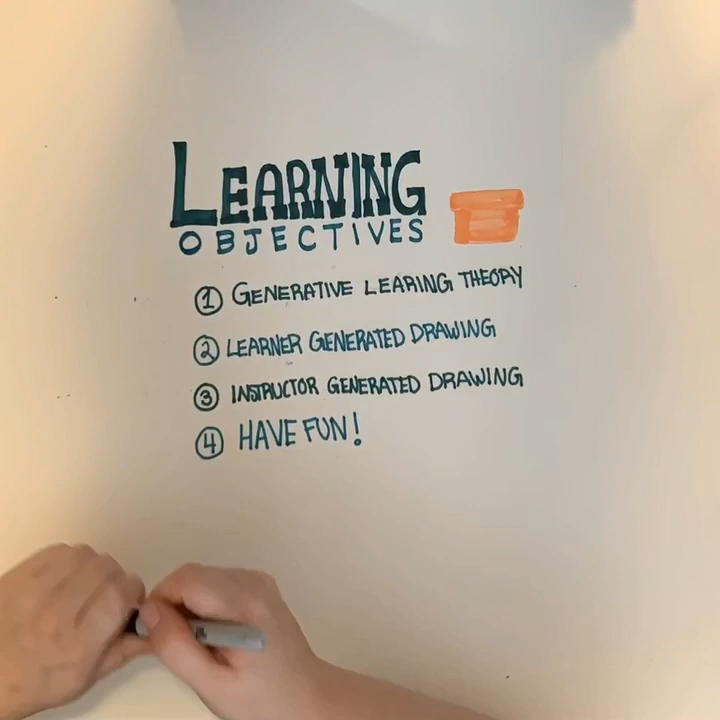 LEARNING
OBJECTIVES
1 GENERATIVE LEARING THEORY
2 LEARNER GENERATED DRAWING
3 INSTRUCTOR GENERATED DRAWING
4 HAVE FUN!